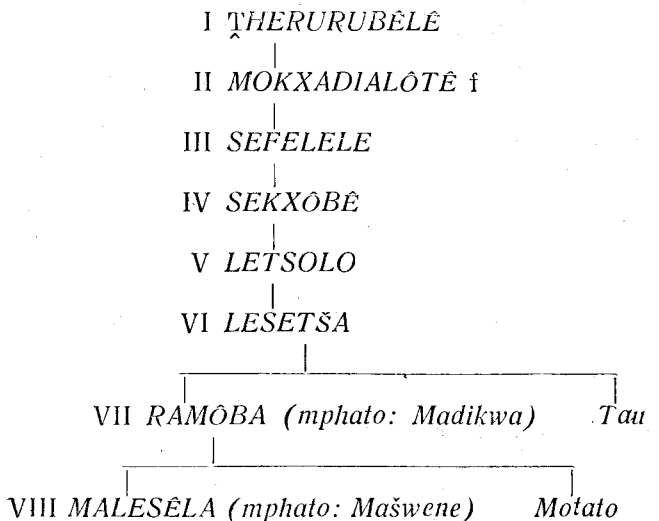 I ṰHERURUBÊLÊ
II MOKXADIALÔTÊ f
III SEFELELE
IV SEKXÔBÊ
V LETSOLO
VI LESETŠA
VII RAMÔBA (mphato: Madikwa) Tau
VIII MALESÊLA (mphato: Mašwene) Motato